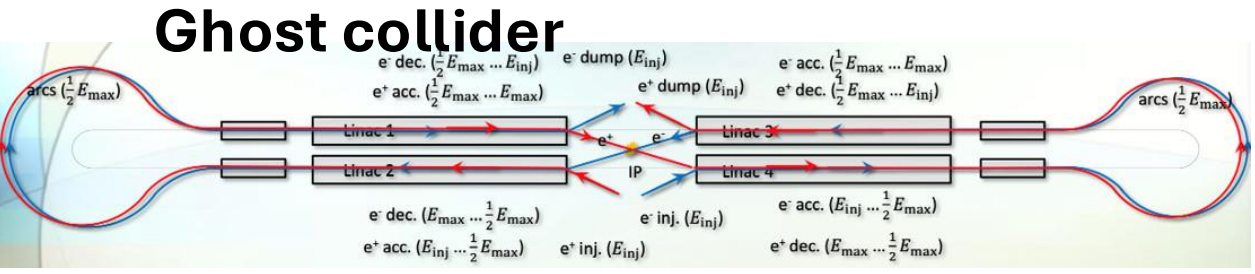 Ghost collider
e⁻ dec. (½E_max ... E_inj)
e⁻ dump (E_inj)
e⁻ acc. (½E_max ... E_max)
e⁺ acc. (½E_max ... E_max)
e⁺ dump (E_inj)
e⁺ dec. (½E_max ... E_inj)
arcs (½E_max)
arcs (½E_max)
Linac 1
e⁺
e⁻
Linac 3
Linac 2
IP
Linac 4
e⁻ dec. (E_max ... ½E_max)
e⁻ inj. (E_inj)
e⁻ acc. (E_inj ... ½E_max)
e⁺ acc. (E_inj ... ½E_max)
e⁺ inj. (E_inj)
e⁺ dec. (E_max ... ½E_max)